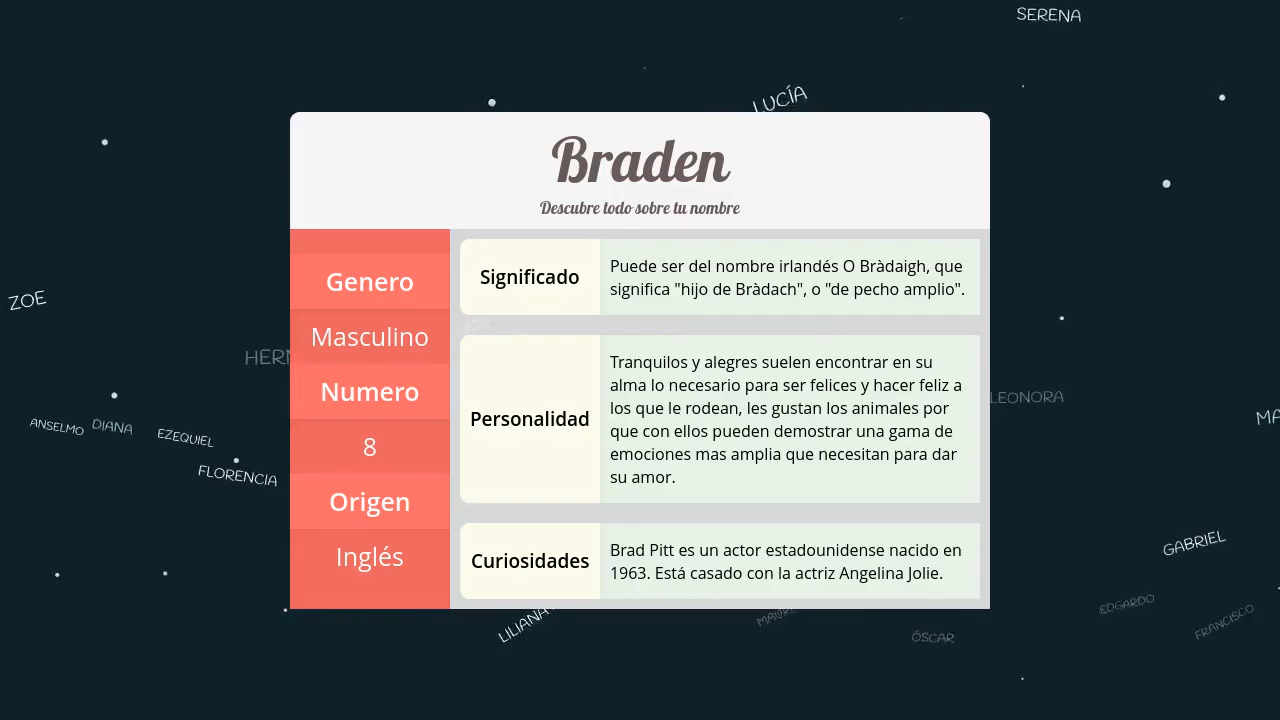 SERENA
LUCÍA
Braden
Descubre todo sobre tu nombre
Genero
Masculino
Numero
8
Origen
Inglés
Significado
Puede ser del nombre irlandés O Bràdaigh, que
significa "hijo de Bràdach", o "de pecho amplio".
Personalidad
Tranquilos y alegres suelen encontrar en su
alma lo necesario para ser felices y hacer feliz a
los que le rodean, les gustan los animales por
que con ellos pueden demostrar una gama de
emociones mas amplia que necesitan para dar
su amor.
Curiosidades
Brad Pitt es un actor estadounidense nacido en
1963. Está casado con la actriz Angelina Jolie.
ZOE
HERN
ANSELMO
DIANA
EZEQUIEL
FLORENCIA
LEONORA
MA
GABRIEL
EDGARDO
FRANCISCO
LILIANA
ÓSCAR